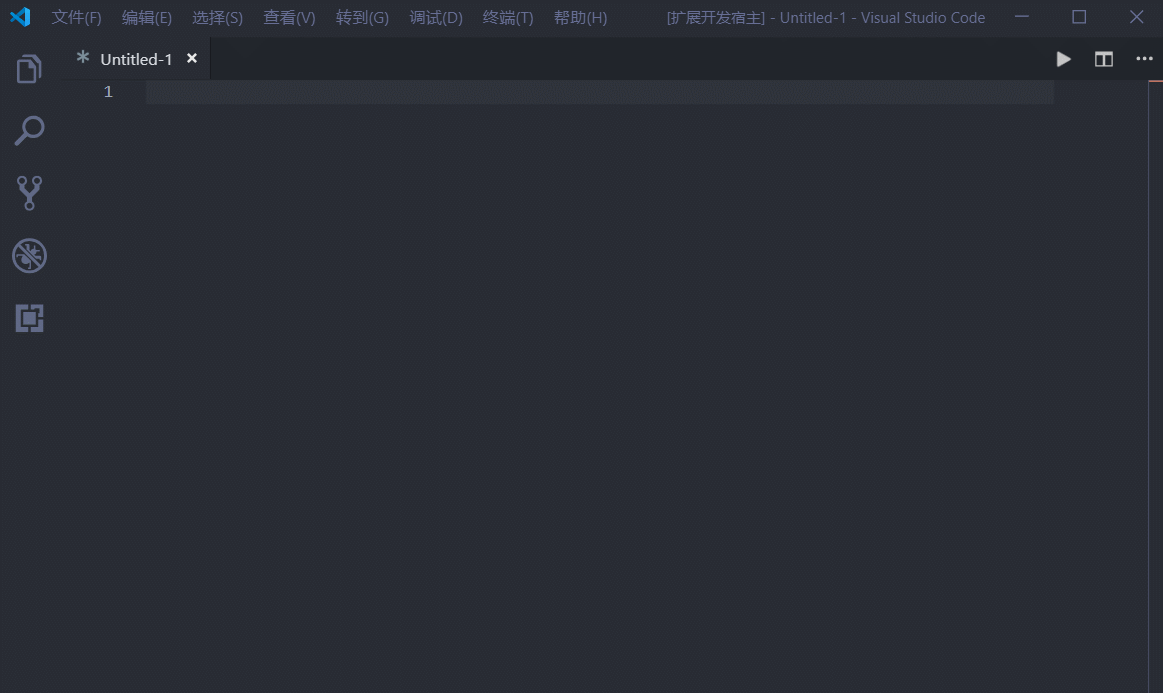 文件(F) 编辑(E) 选择(S) 查看(V) 转到(G) 调试(D) 终端(T) 帮助(H) [扩展开发宿主] - Untitled-1 - Visual Studio Code
Untitled-1
1